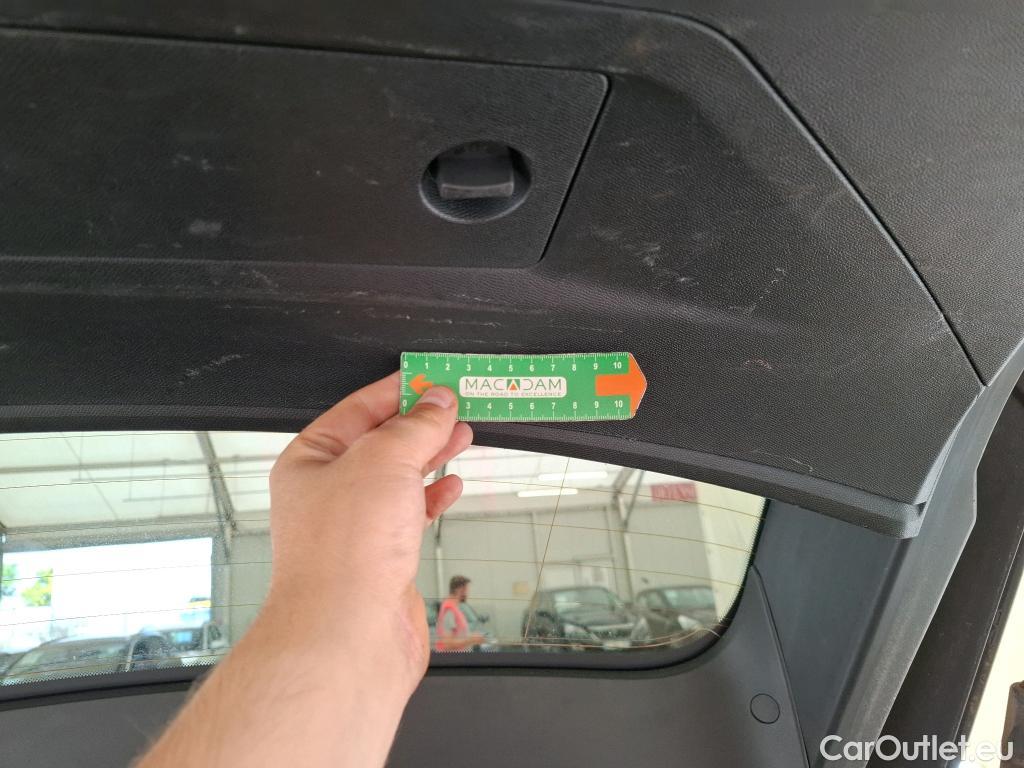 0 1 2 3 4 5 6 7 8 9 10
MACADAM
ON THE ROAD TO EXCELLENCE
0 3 4 5 6 7 8 9 10
CarOutlet.eu